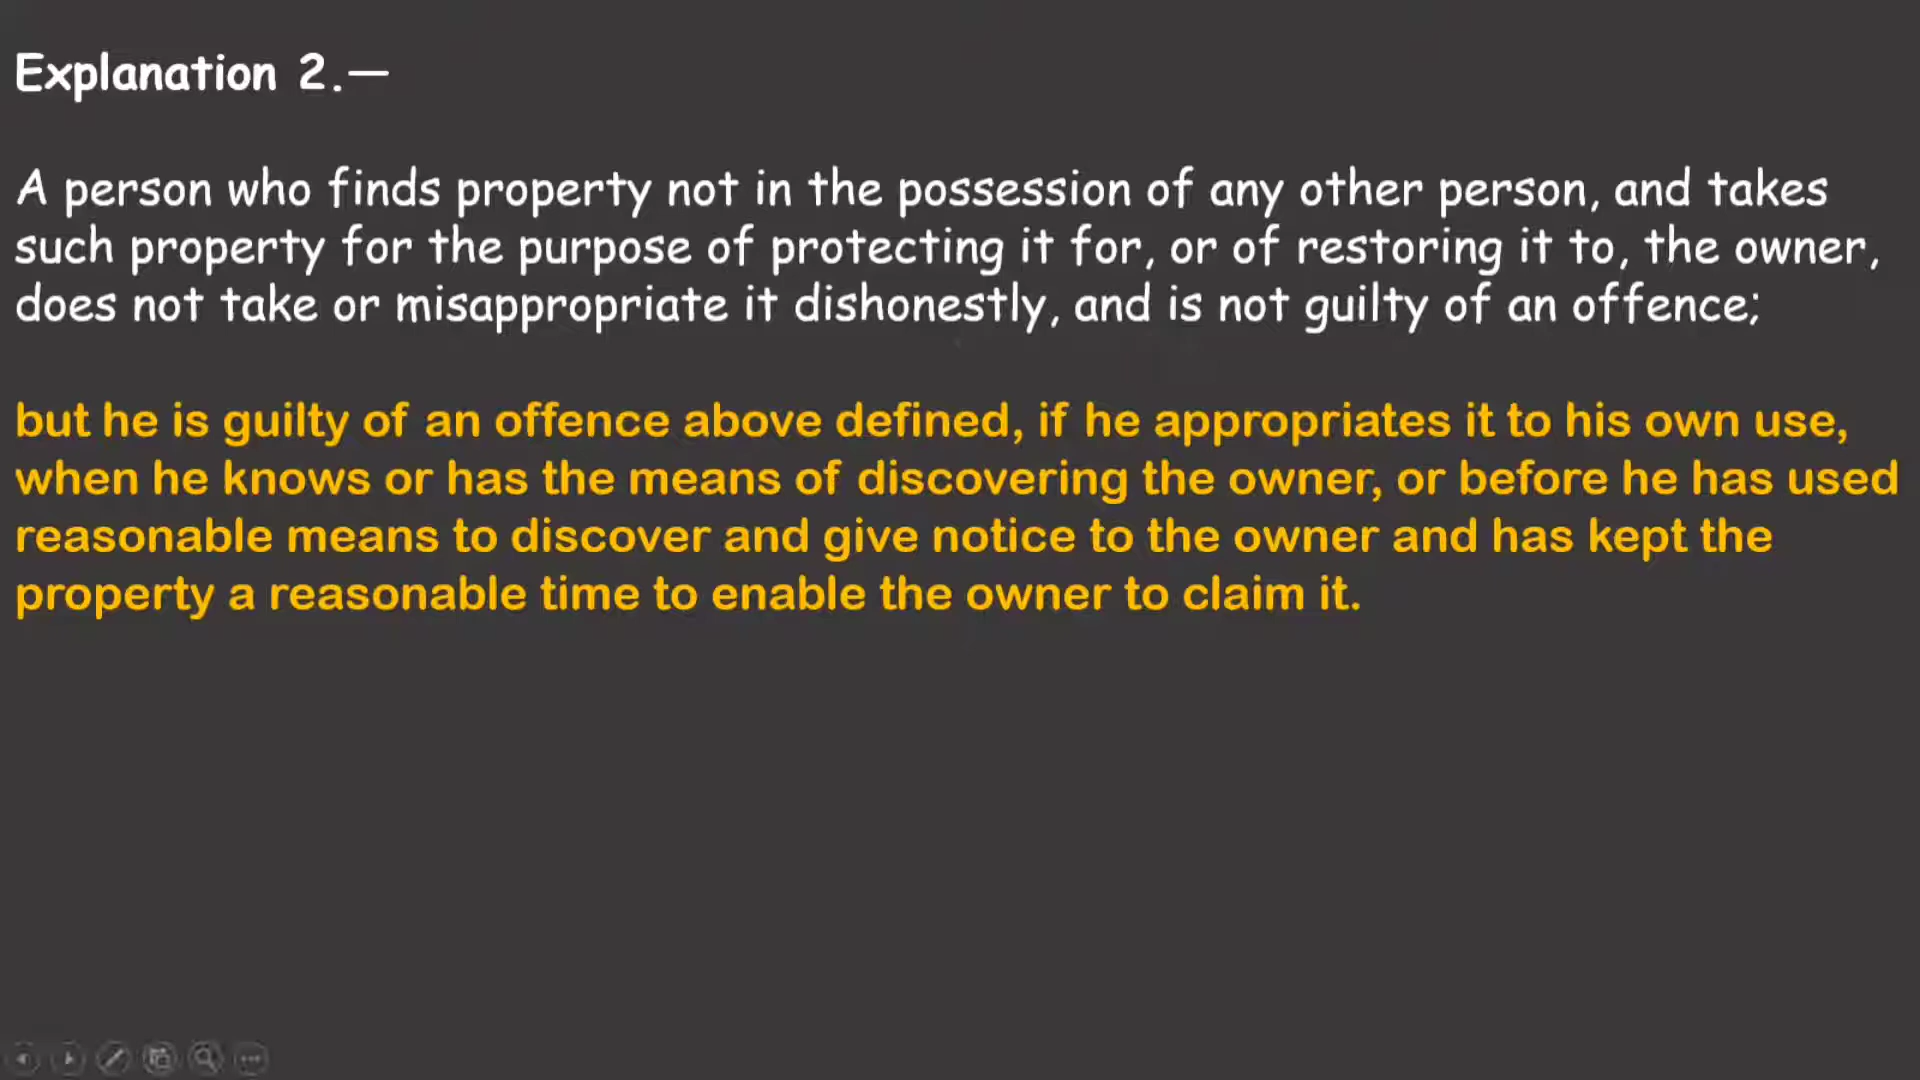 Explanation 2.—
A person who finds property not in the possession of any other person, and takes
such property for the purpose of protecting it for, or of restoring it to, the owner,
does not take or misappropriate it dishonestly, and is not guilty of an offence;
but he is guilty of an offence above defined, if he appropriates it to his own use,
when he knows or has the means of discovering the owner, or before he has used
reasonable means to discover and give notice to the owner and has kept the
property a reasonable time to enable the owner to claim it.